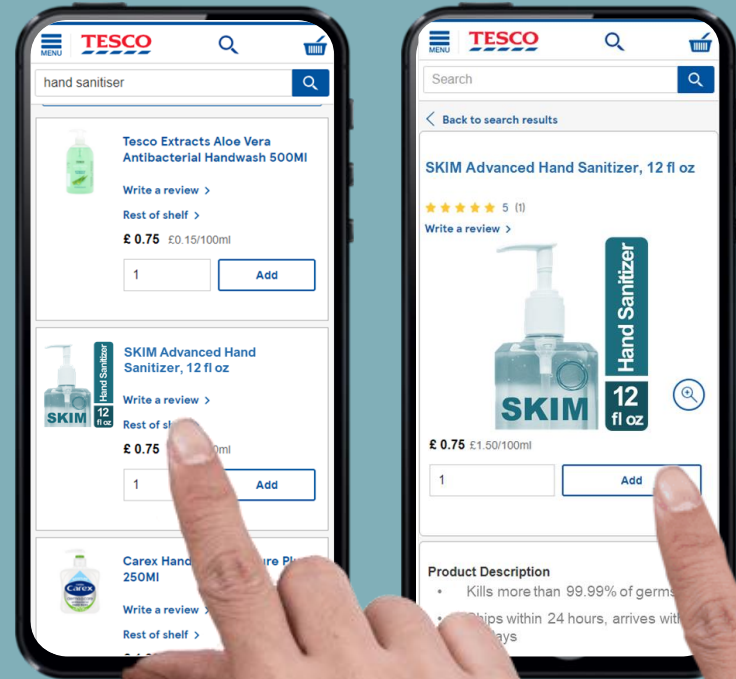 MENU
TESCO
hand sanitiser
Tesco Extracts Aloe Vera
Antibacterial Handwash 500Ml
Write a review >
Rest of shelf >
£ 0.75 £0.15/100ml
1 Add
Hand Sanitizer
SKIM
12
fl oz
SKIM Advanced Hand
Sanitizer, 12 fl oz
Write a review >
Rest of
£ 0.75
1 Add
Carex
Carex
250Ml
Write a review
Rest of shelf >
MENU
TESCO
Search
Back to search results
SKIM Advanced Hand Sanitizer, 12 fl oz
5 (1)
Write a review >
SKIM
Hand Sanitizer
12
fl oz
£ 0.75 £1.50/100ml
1 Add
Product Description
• Kills more than 99.99% of germs
• Ships within 24 hours, arrives